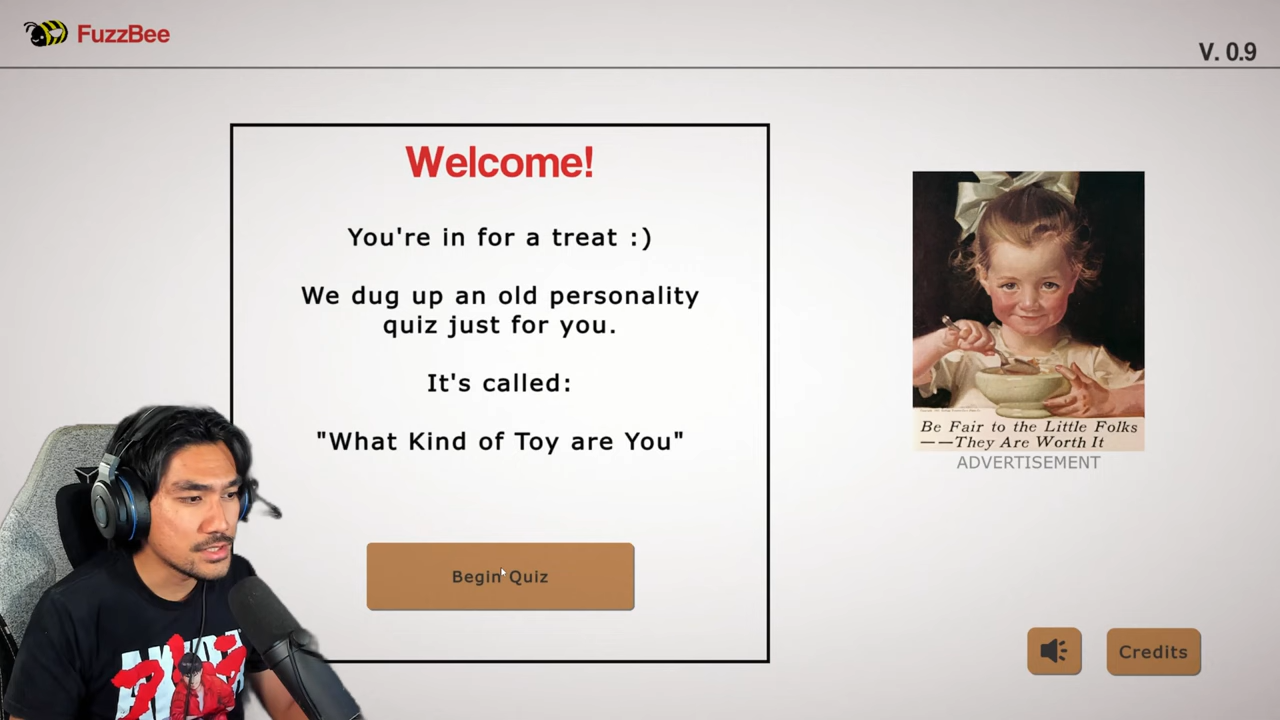 FuzzBee
V. 0.9
Welcome!
You're in for a treat :)
We dug up an old personality
quiz just for you.
It's called:
"What Kind of Toy are You"
Begin Quiz
Be Fair to the Little Folks
——They Are Worth It
ADVERTISEMENT
Credits